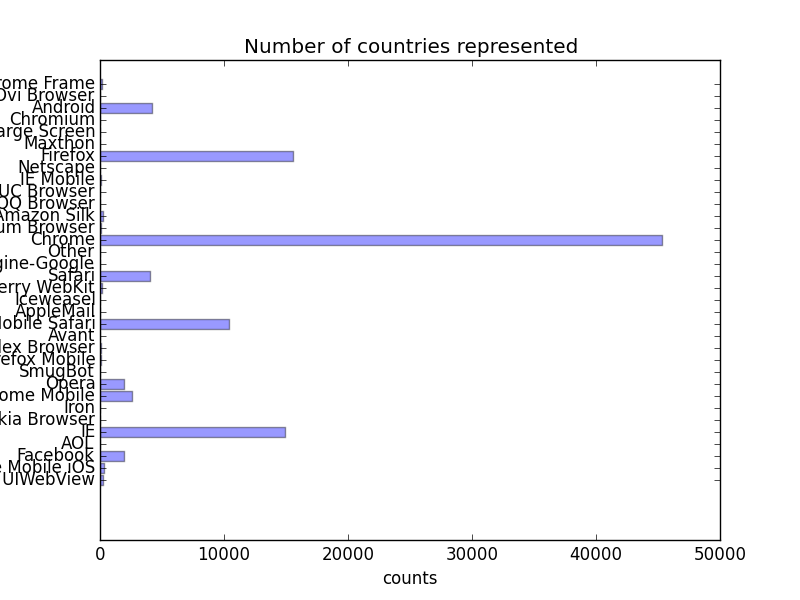 Number of countries represented
rome Frame
Ovi Browser
Android
Chromium
arge Screen
Maxthon
Firefox
Netscape
IE Mobile
UC Browser
QQ Browser
Amazon Silk
um Browser
Chrome
Other
gine-Google
Safari
erry WebKit
Iceweasel
AppleMail
Mobile Safari
Avant
dex Browser
refox Mobile
SmugBot
Opera
ome Mobile
Iron
kia Browser
IE
AOL
Facebook
e Mobile iOS
UIWebView
0 10000 20000 30000 40000 50000
counts